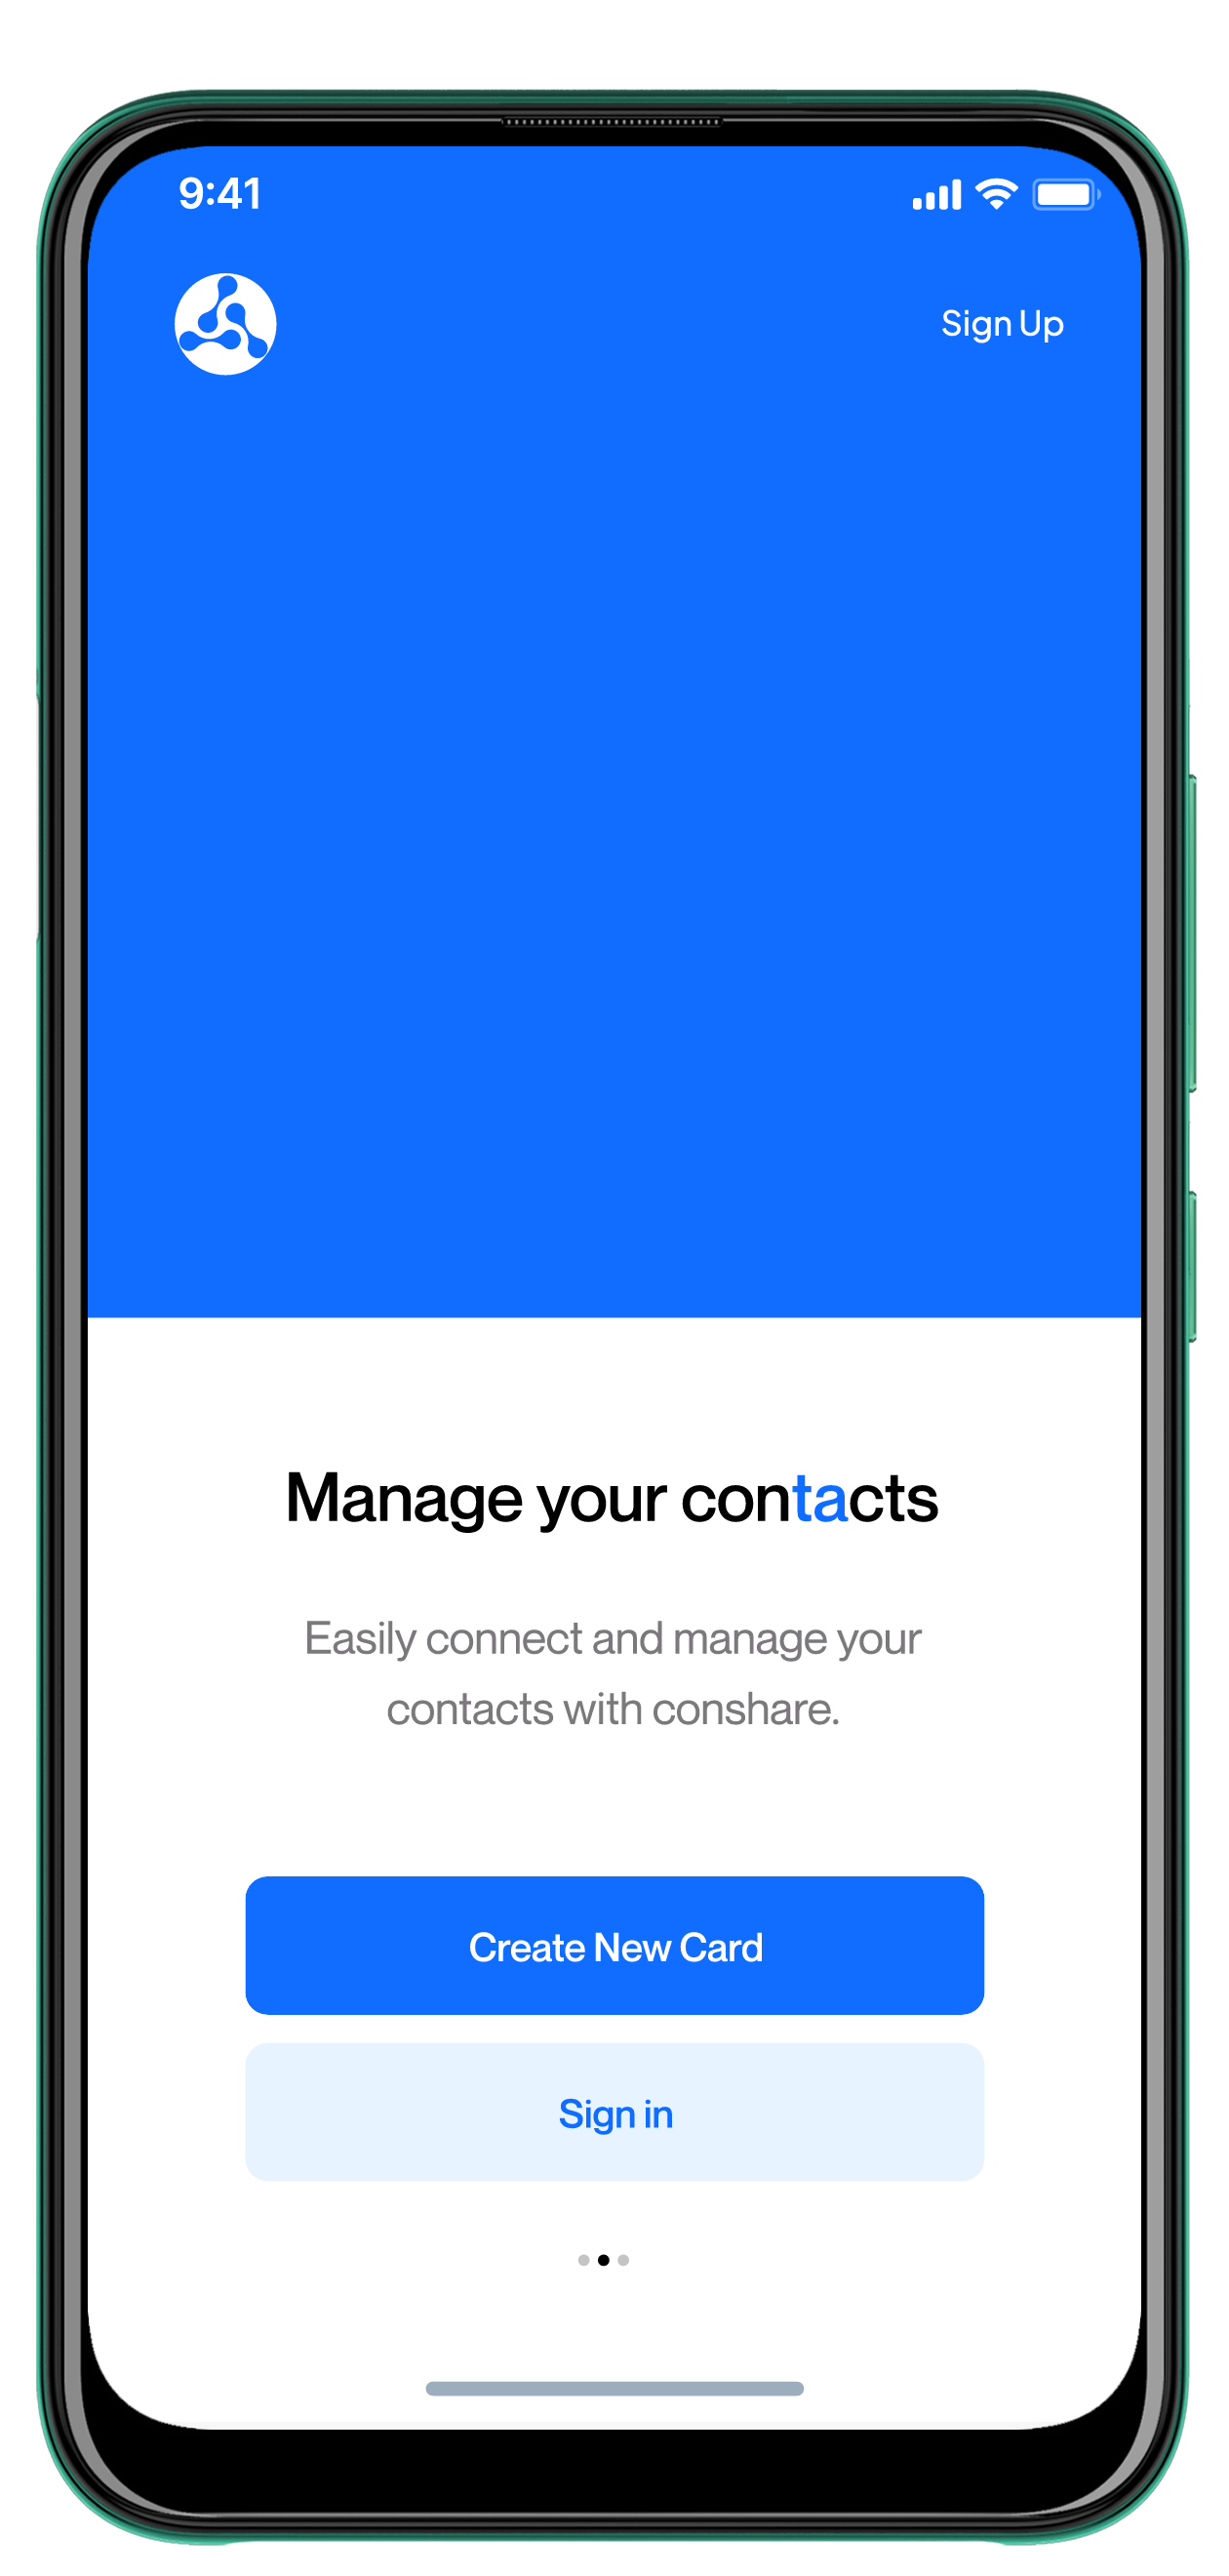 9:41
Sign Up
Manage your contacts
Easily connect and manage your
contacts with conshare.
Create New Card
Sign in